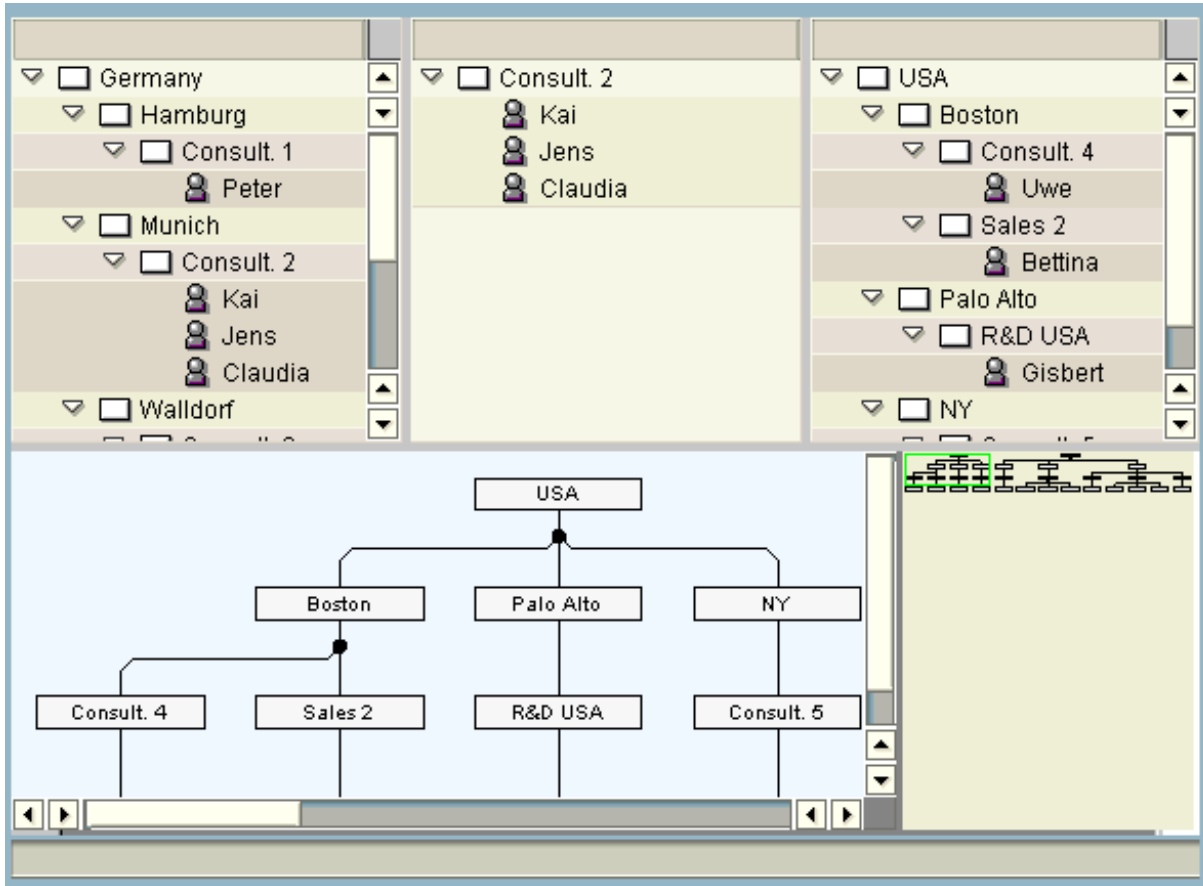 Germany
Hamburg
Consult. 1
Peter
Munich
Consult. 2
Kai
Jens
Claudia
Walldorf
Consult. 2
Kai
Jens
Claudia
USA
Boston
Consult. 4
Uwe
Sales 2
Bettina
Palo Alto
R&D USA
Gisbert
NY
USA
Boston
Palo Alto
NY
Consult. 4
Sales 2
R&D USA
Consult. 5